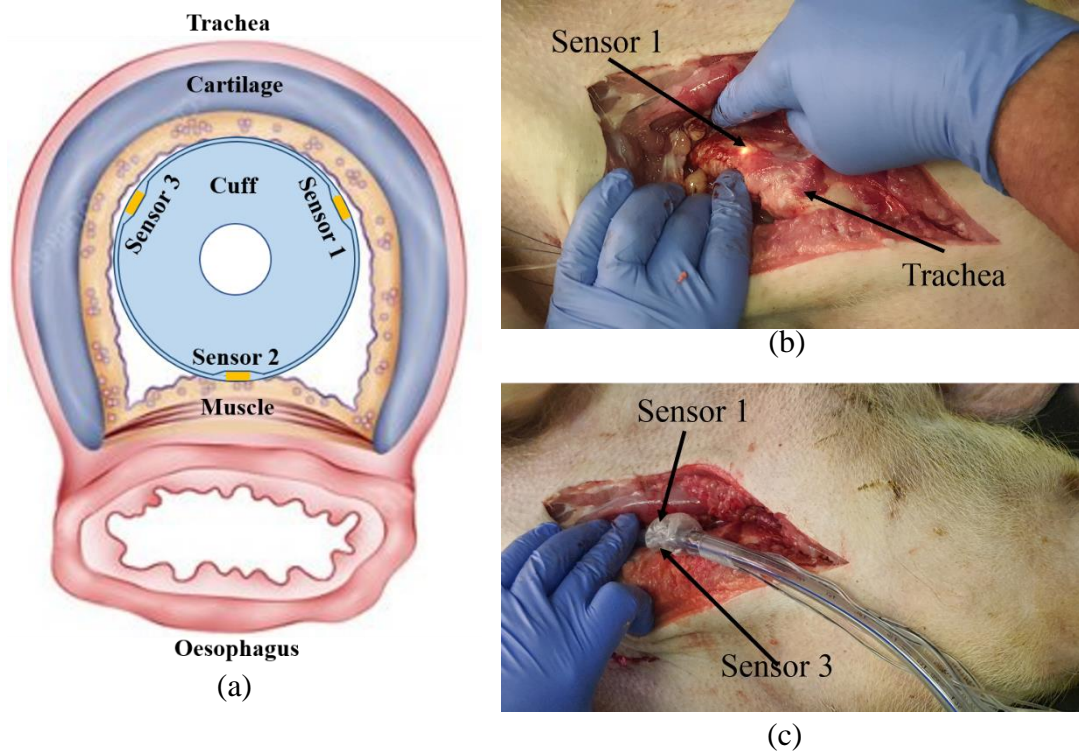 Trachea
Cartilage
Cuff
Sensor 3
Sensor 1
Sensor 2
Muscle
Oesophagus
(a)
Sensor 1
Trachea
(b)
Sensor 1
Sensor 3
(c)